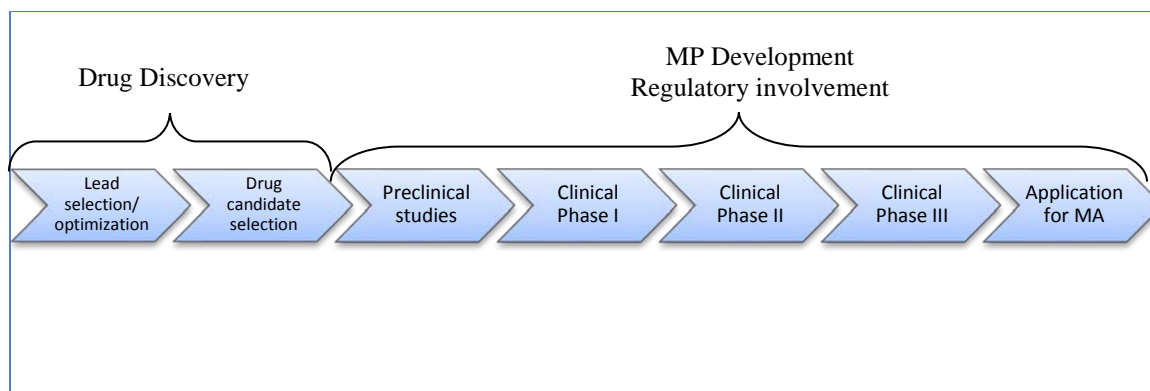 Drug Discovery
MP Development
Regulatory involvement
Lead
selection/
optimization
Drug
candidate
selection
Preclinical
studies
Clinical
Phase I
Clinical
Phase II
Clinical
Phase III
Application
for MA